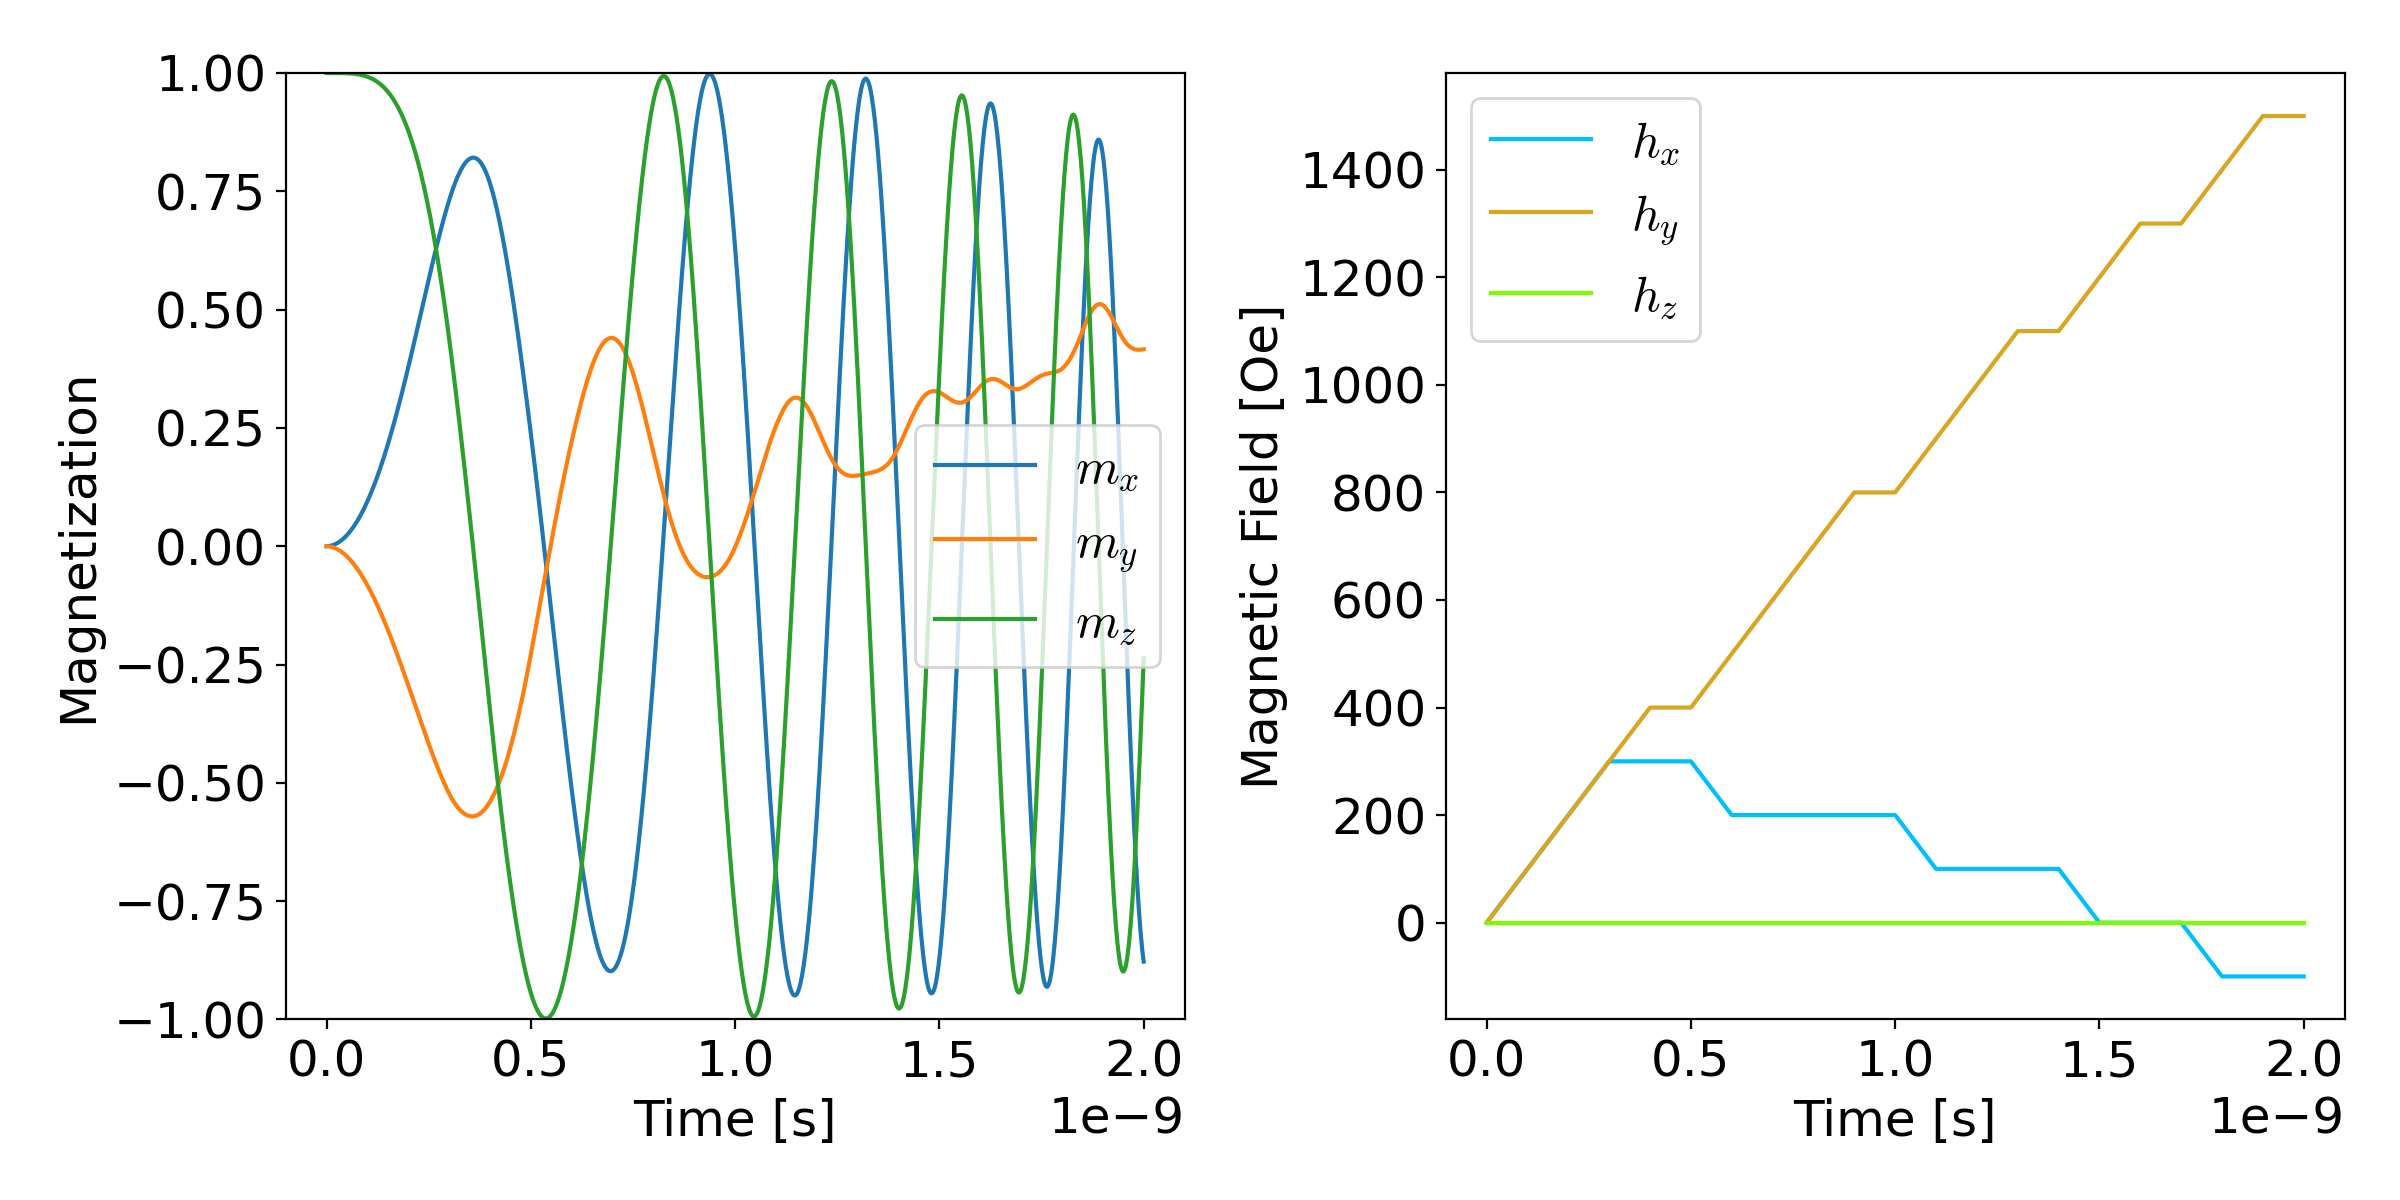 Magnetization
1.00
0.75
0.50
0.25
0.00
−0.25
−0.50
−0.75
−1.00
0.0 0.5 1.0 1.5 2.0
Time [s]
1e−9
m_x
m_y
m_z
Magnetic Field [Oe]
1400
1200
1000
800
600
400
200
0
0.0 0.5 1.0 1.5 2.0
Time [s]
1e−9
h_x
h_y
h_z